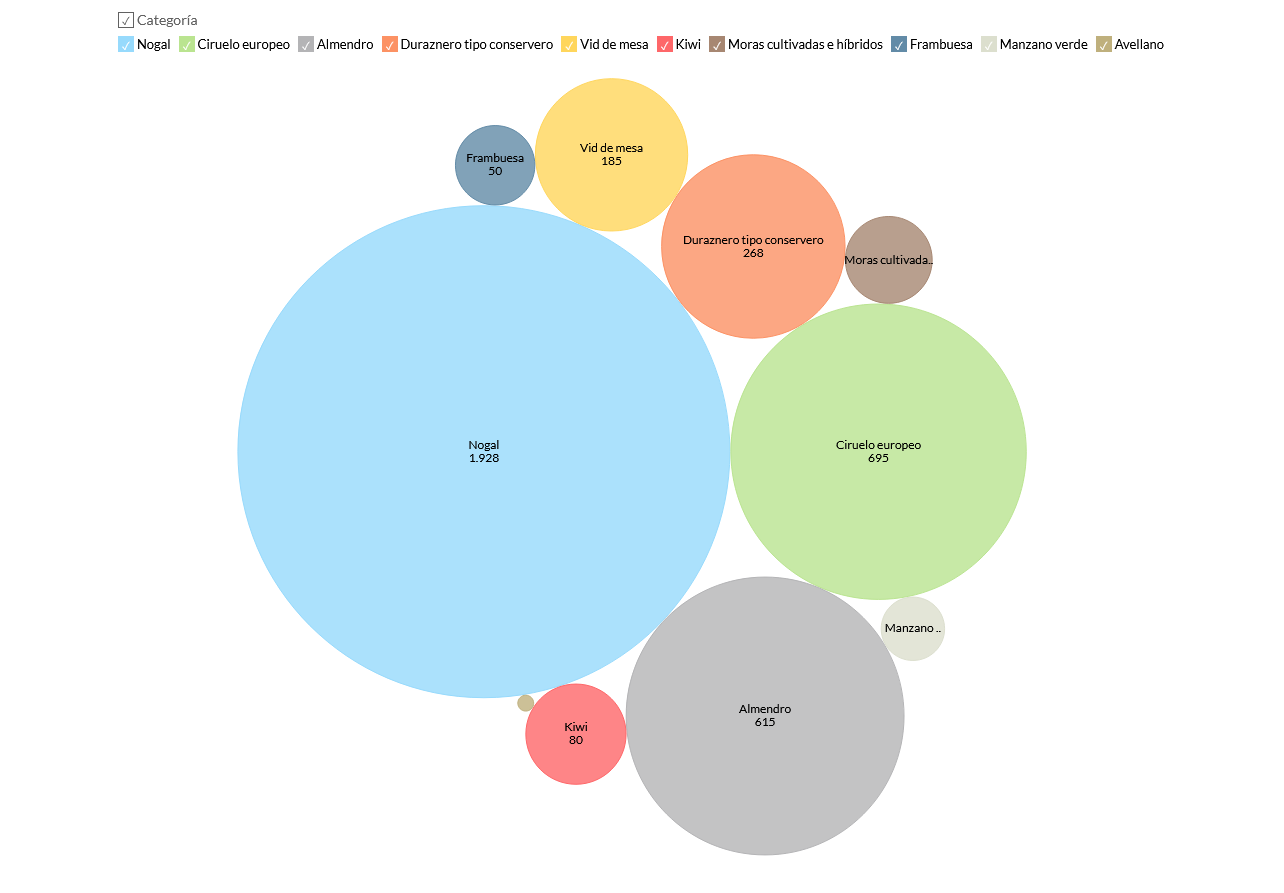 Categoría
Nogal Ciruelo europeo Almendro Duraznero tipo conservero Vid de mesa Kiwi Moras cultivadas e híbridos Frambuesa Manzano verde Avellano
Vid de mesa
185
Frambuesa
50
Duraznero tipo conservero
268
Moras cultivada..
Nogal
1.928
Ciruelo europeo
695
Manzano ..
Almendro
615
Kiwi
80